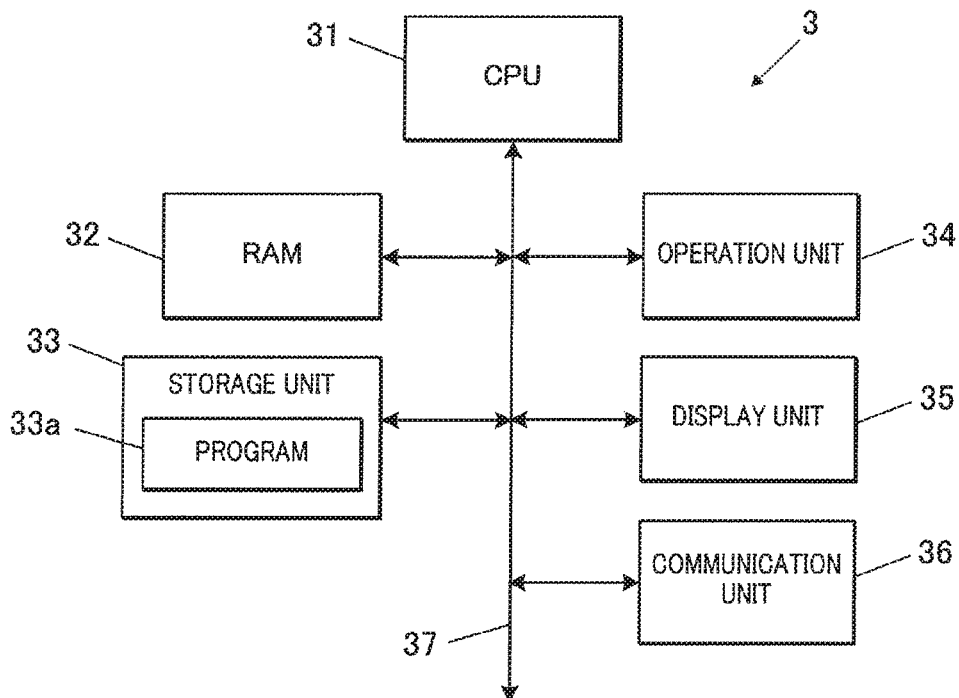 31
CPU
3
32
RAM
OPERATION UNIT
34
33
STORAGE UNIT
33a
PROGRAM
DISPLAY UNIT
35
COMMUNICATION
UNIT
36
37